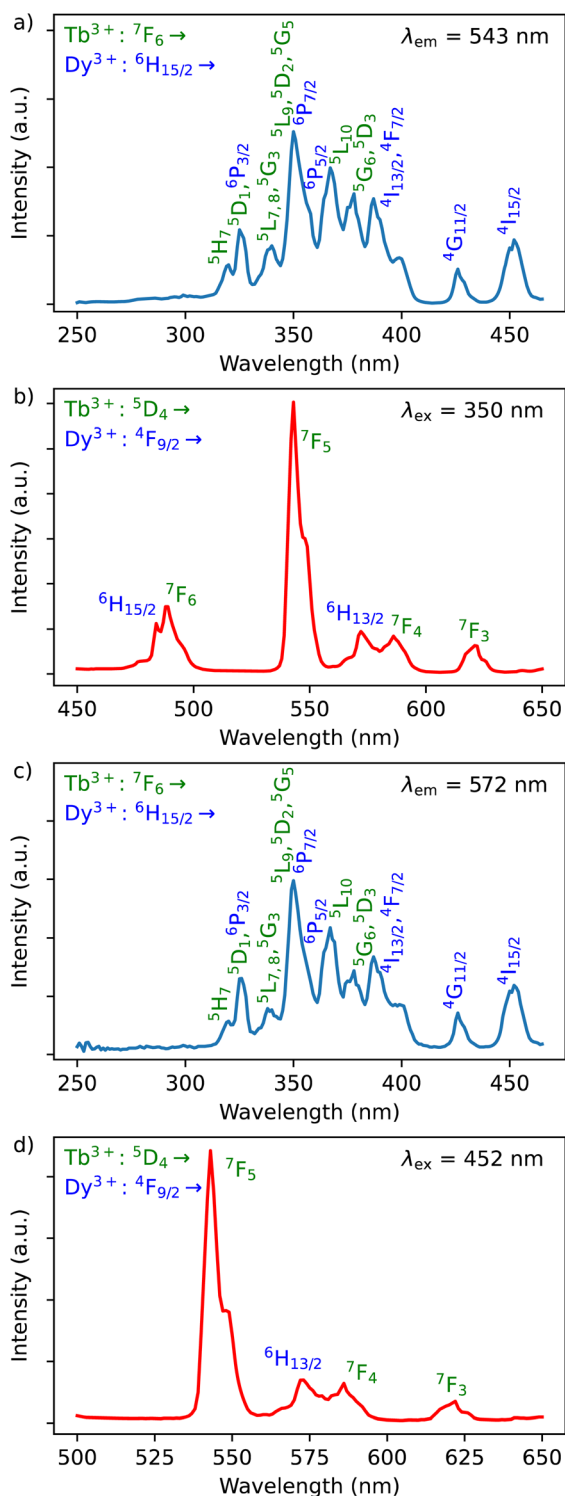 a)
Tb³⁺: ⁷F₆→
Dy³⁺: ⁶H₁₅/₂→
λem = 543 nm
⁵H₇
⁵D₁, ⁶P₃/₂
⁵L₇,₈, ⁵G₃
⁵L₉, ⁵D₂, ⁵G₅
⁶P₇/₂
⁶P₅/₂
⁵L₁₀
⁵G₆, ⁵D₃
⁴I₁₃/₂, ⁴F₇/₂
⁴G₁₁/₂
⁴I₁₅/₂
Intensity (a.u.)
250 300 350 400 450
Wavelength (nm)
b)
Tb³⁺: ⁵D₄→
Dy³⁺: ⁴F₉/₂→
λex = 350 nm
⁷F₅
⁶H₁₅/₂
⁷F₆
⁶H₁₃/₂
⁷F₄
⁷F₃
Intensity (a.u.)
450 500 550 600 650
Wavelength (nm)
c)
Tb³⁺: ⁷F₆→
Dy³⁺: ⁶H₁₅/₂→
λem = 572 nm
⁵H₇
⁵D₁, ⁶P₃/₂
⁵L₇,₈, ⁵G₃
⁵L₉, ⁵D₂, ⁵G₅
⁶P₇/₂
⁶P₅/₂
⁵L₁₀
⁵G₆, ⁵D₃
⁴I₁₃/₂, ⁴F₇/₂
⁴G₁₁/₂
⁴I₁₅/₂
Intensity (a.u.)
250 300 350 400 450
Wavelength (nm)
d)
Tb³⁺: ⁵D₄→
Dy³⁺: ⁴F₉/₂→
λex = 452 nm
⁷F₅
⁶H₁₃/₂
⁷F₄
⁷F₃
Intensity (a.u.)
500 525 550 575 600 625 650
Wavelength (nm)